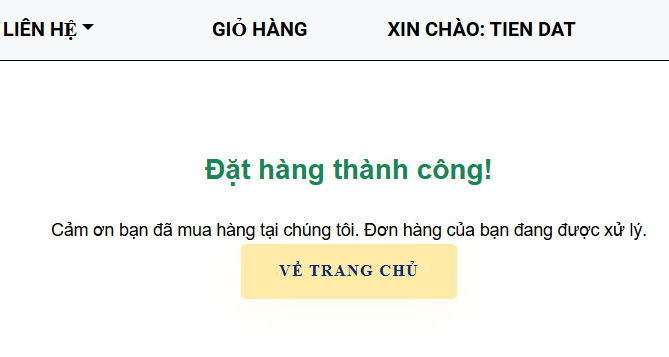 LIÊN HỆ GIỎ HÀNG XIN CHÀO: TIEN DAT
Đặt hàng thành công!
Cảm ơn bạn đã mua hàng tại chúng tôi. Đơn hàng của bạn đang được xử lý.
VỀ TRANG CHỦ